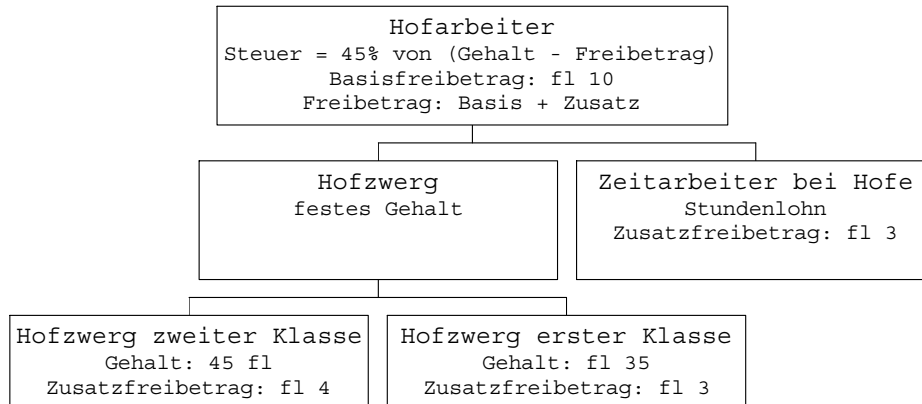 Hofarbeiter
Steuer = 45% von (Gehalt - Freibetrag)
Basisfreibetrag: fl 10
Freibetrag: Basis + Zusatz
Hofzwerg
festes Gehalt
Zeitarbeiter bei Hofe
Stundenlohn
Zusatzfreibetrag: fl 3
Hofzwerg zweiter Klasse
Gehalt: 45 fl
Zusatzfreibetrag: fl 4
Hofzwerg erster Klasse
Gehalt: fl 35
Zusatzfreibetrag: fl 3